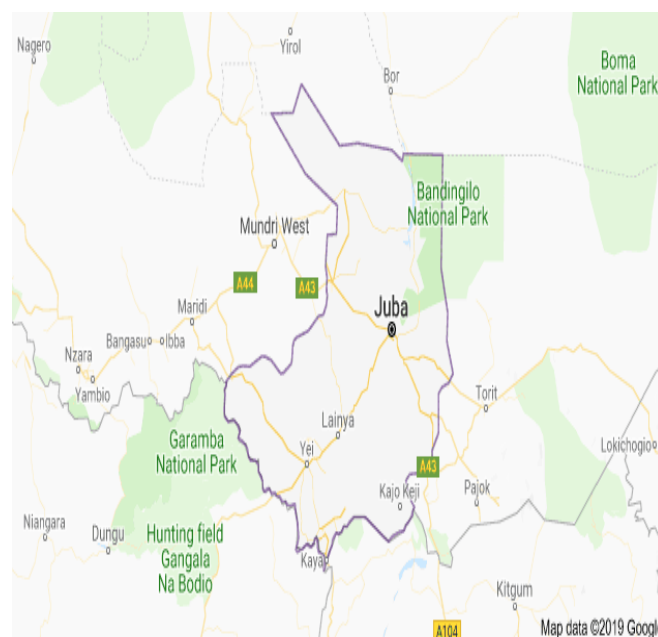 Yirol
Nagero
Boma
National Park
Bor
Bandingilo
National Park
Mundri West
A44
A43
Juba
Maridi
Bangasu
Ibba
Nzara
Yambio
Torit
Lainya
Garamba
National Park
Yei
Lokichogio
A43
Kajo Keji
Pajok
Niangara
Dungu
Hunting field
Gangala
Na Bodio
Kaya
Kitgum
A104
Map data ©2019 Google